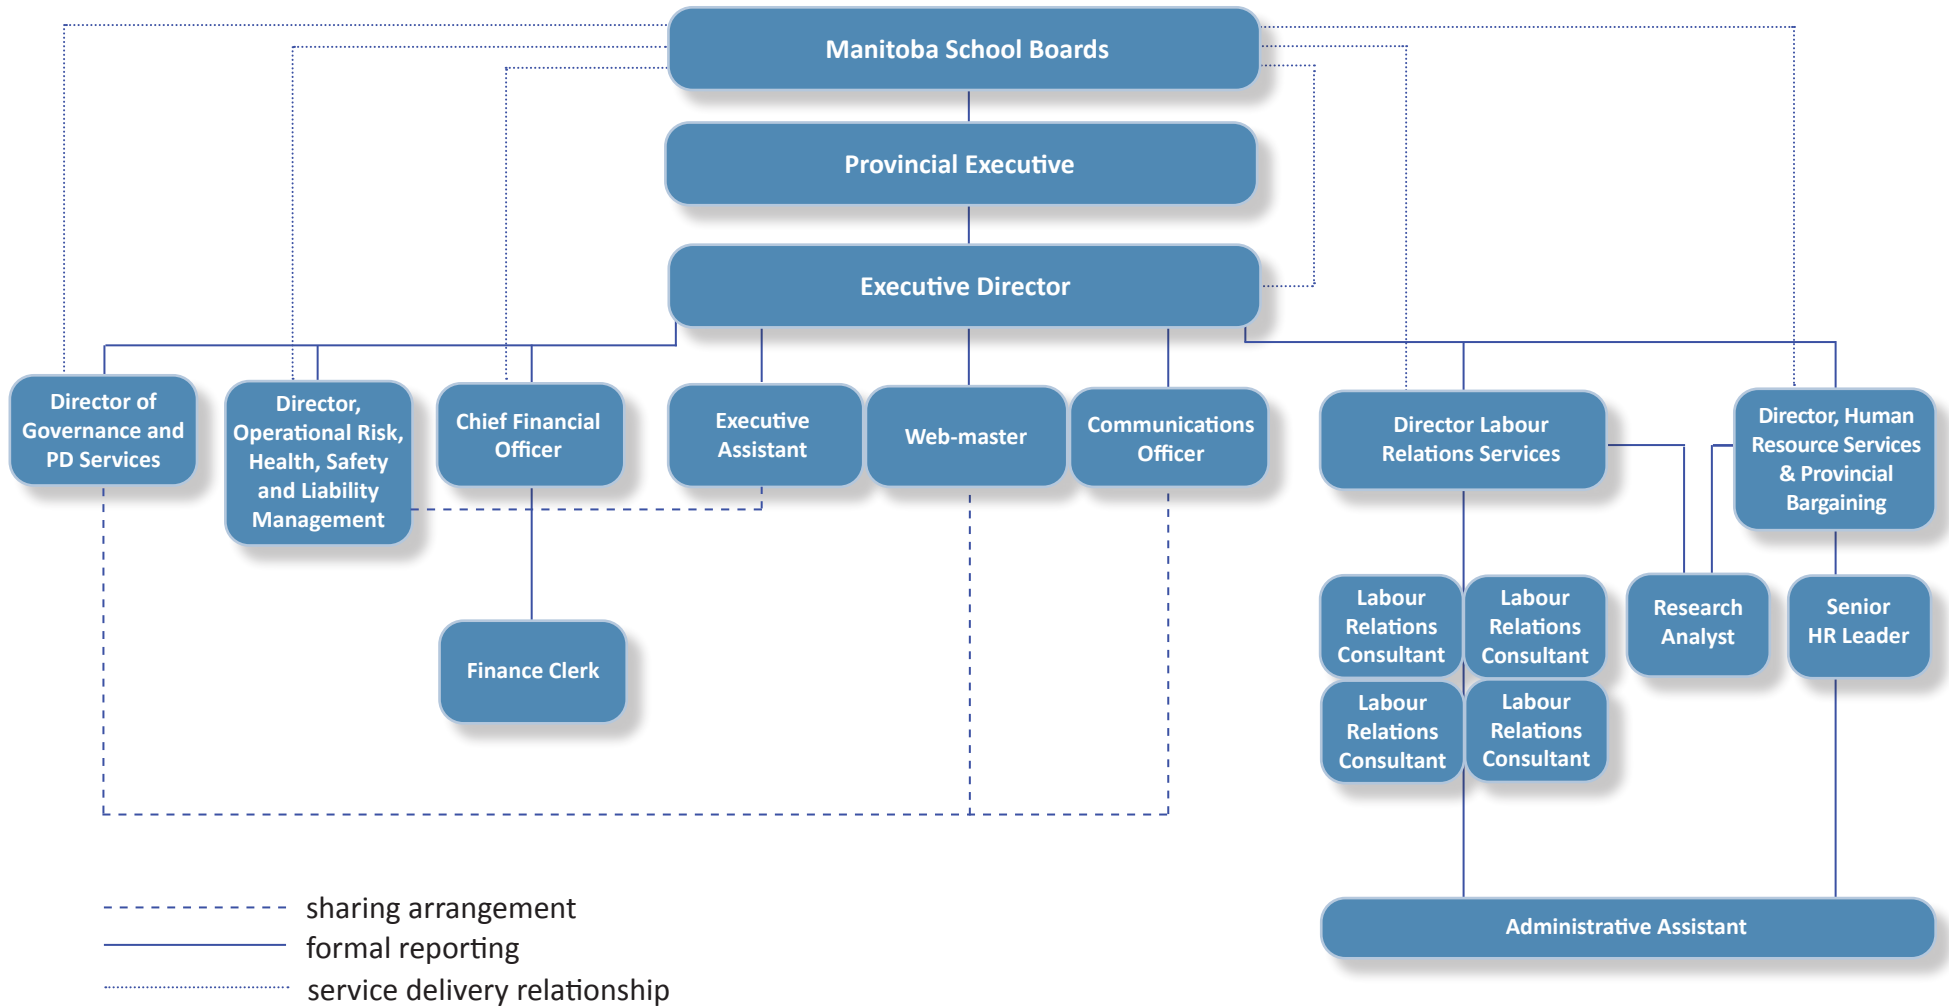 Manitoba School Boards
Provincial Executive
Executive Director
Director of
Governance and
PD Services
Director,
Operational Risk,
Health, Safety
and Liability
Management
Chief Financial
Officer
Executive
Assistant
Web-master
Communications
Officer
Director Labour
Relations Services
Director, Human
Resource Services
& Provincial
Bargaining
Labour
Relations
Consultant
Labour
Relations
Consultant
Research
Analyst
Senior
HR Leader
Finance Clerk
Labour
Relations
Consultant
Labour
Relations
Consultant
Administrative Assistant
sharing arrangement
formal reporting
service delivery relationship